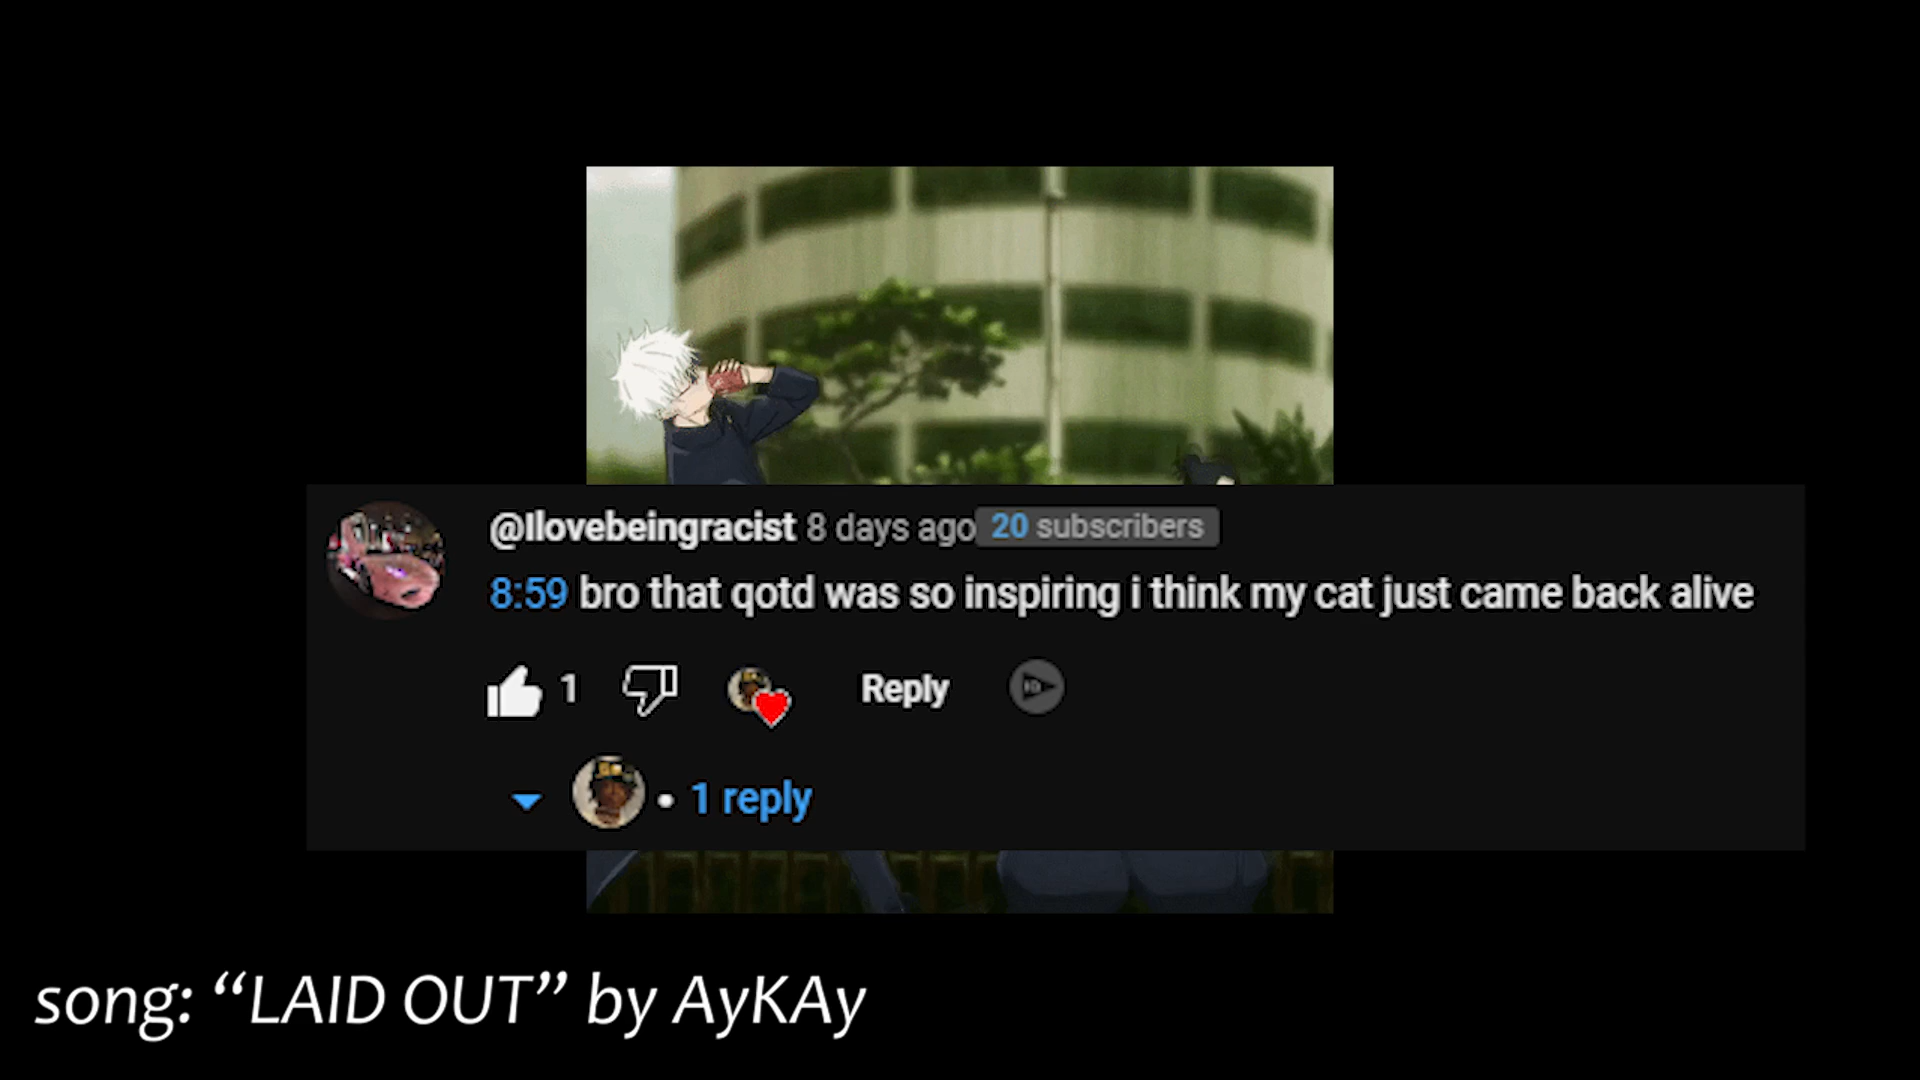 @Ilovebeingracist 8 days ago 20 subscribers
8:59 bro that qotd was so inspiring i think my cat just came back alive
1 Reply
1 reply
song: “LAID OUT” by AyKAy